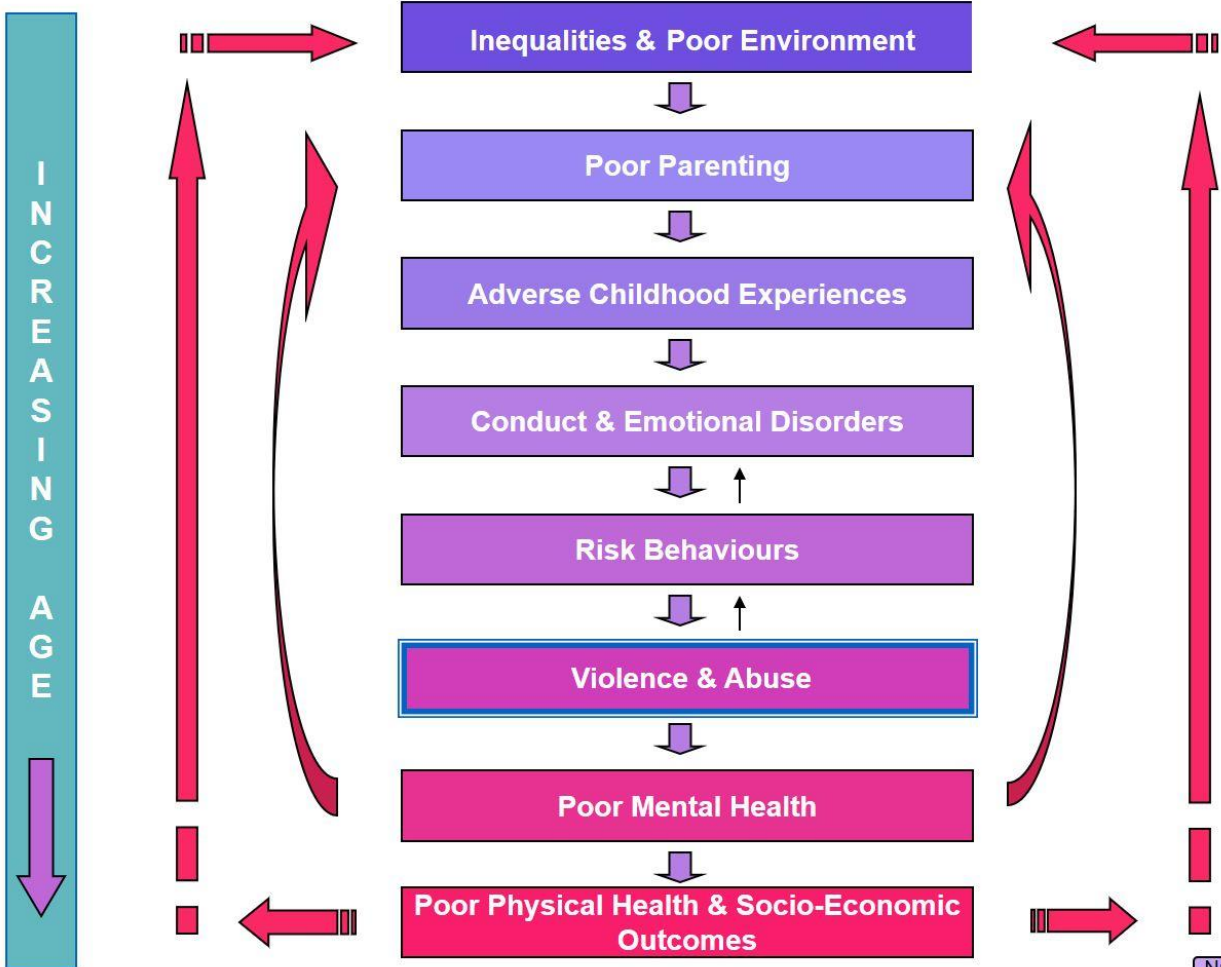 INCREASING AGE
Inequalities & Poor Environment
Poor Parenting
Adverse Childhood Experiences
Conduct & Emotional Disorders
Risk Behaviours
Violence & Abuse
Poor Mental Health
Poor Physical Health & Socio-Economic
Outcomes